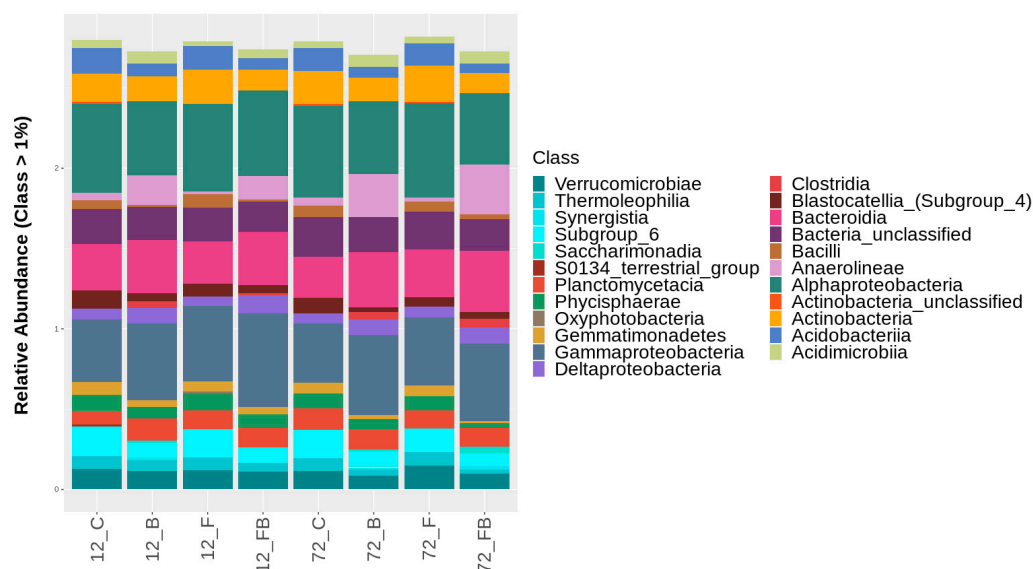 Relative Abundance (Class > 1%)
2
1
0
12_C
12_B
12_F
12_FB
72_C
72_B
72_F
72_FB
Class
Verrucomicrobiae
Thermoleophilia
Synergistia
Subgroup_6
Saccharimonadia
S0134_terrestrial_group
Planctomycetacia
Phycisphaerae
Oxyphotobacteria
Gemmatimonadetes
Gammaproteobacteria
Deltaproteobacteria
Clostridia
Blastocatellia_(Subgroup_4)
Bacteroidia
Bacteria_unclassified
Bacilli
Anaerolineae
Alphaproteobacteria
Actinobacteria_unclassified
Actinobacteria
Acidobacteriia
Acidimicrobiia